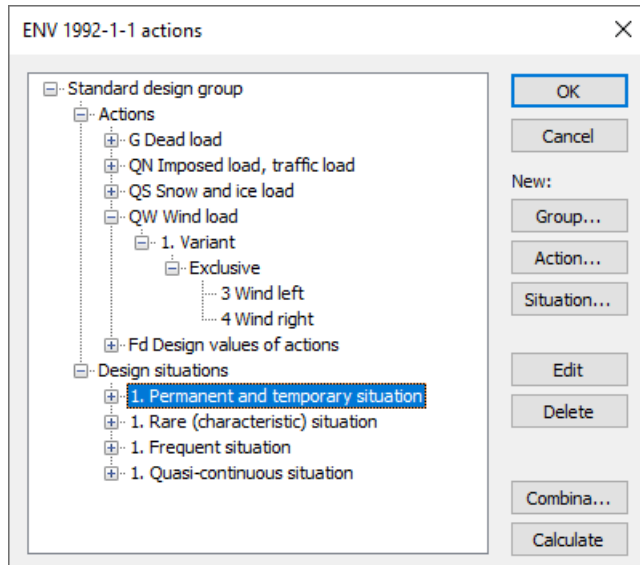 ENV 1992-1-1 actions
Standard design group
Actions
G Dead load
QN Imposed load, traffic load
QS Snow and ice load
QW Wind load
1. Variant
Exclusive
3 Wind left
4 Wind right
Fd Design values of actions
Design situations
1. Permanent and temporary situation
1. Rare (characteristic) situation
1. Frequent situation
1. Quasi-continuous situation
OK
Cancel
New:
Group...
Action...
Situation...
Edit
Delete
Combina...
Calculate